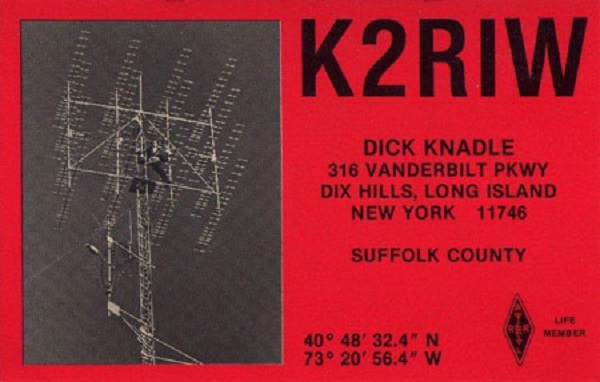 K2RIW
DICK KNADLE
316 VANDERBILT PKWY
DIX HILLS, LONG ISLAND
NEW YORK 11746
SUFFOLK COUNTY
40° 48' 32.4" N
73° 20' 56.4" W
LIFE
MEMBER